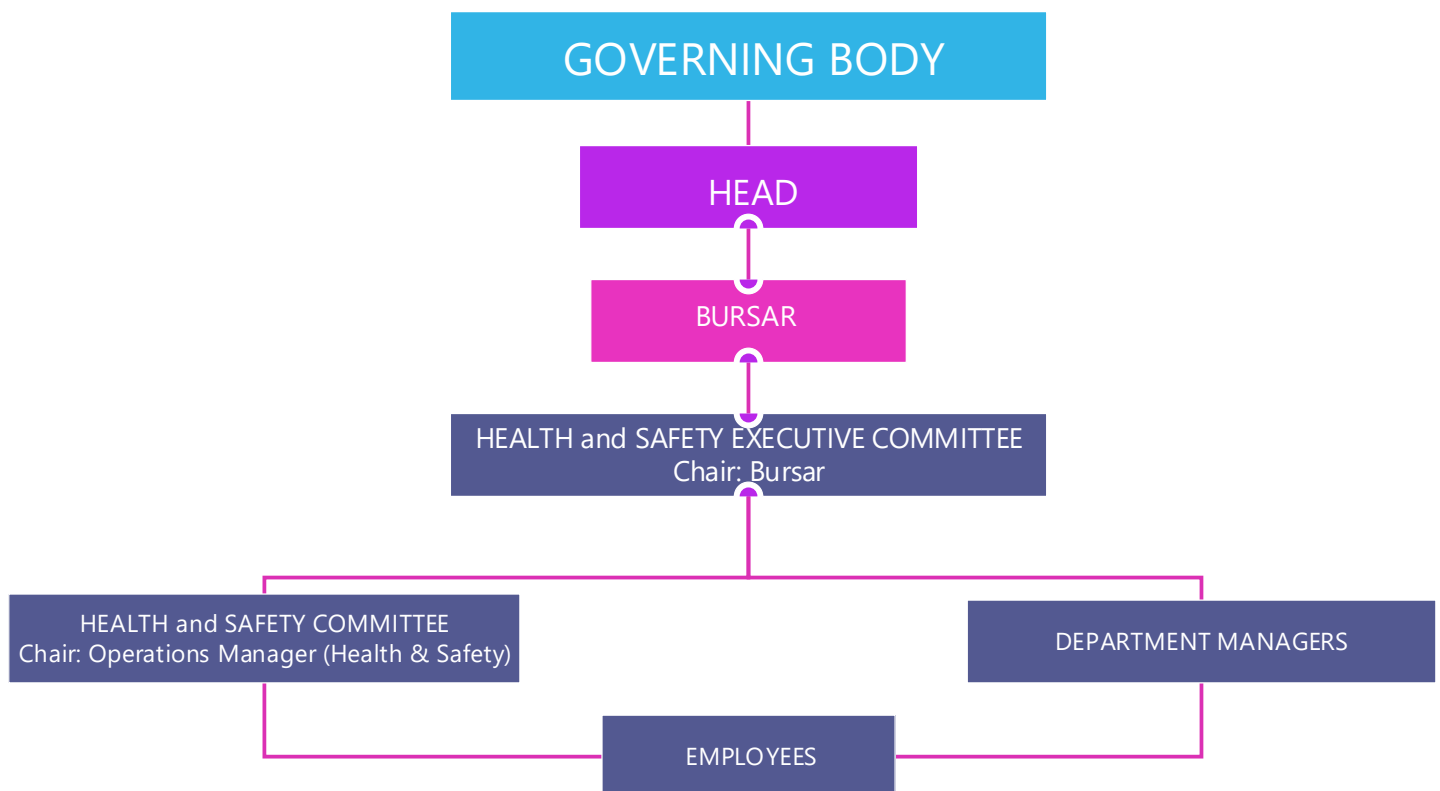 GOVERNING BODY
HEAD
BURSAR
HEALTH and SAFETY EXECUTIVE COMMITTEE
Chair: Bursar
HEALTH and SAFETY COMMITTEE
Chair: Operations Manager (Health & Safety)
DEPARTMENT MANAGERS
EMPLOYEES